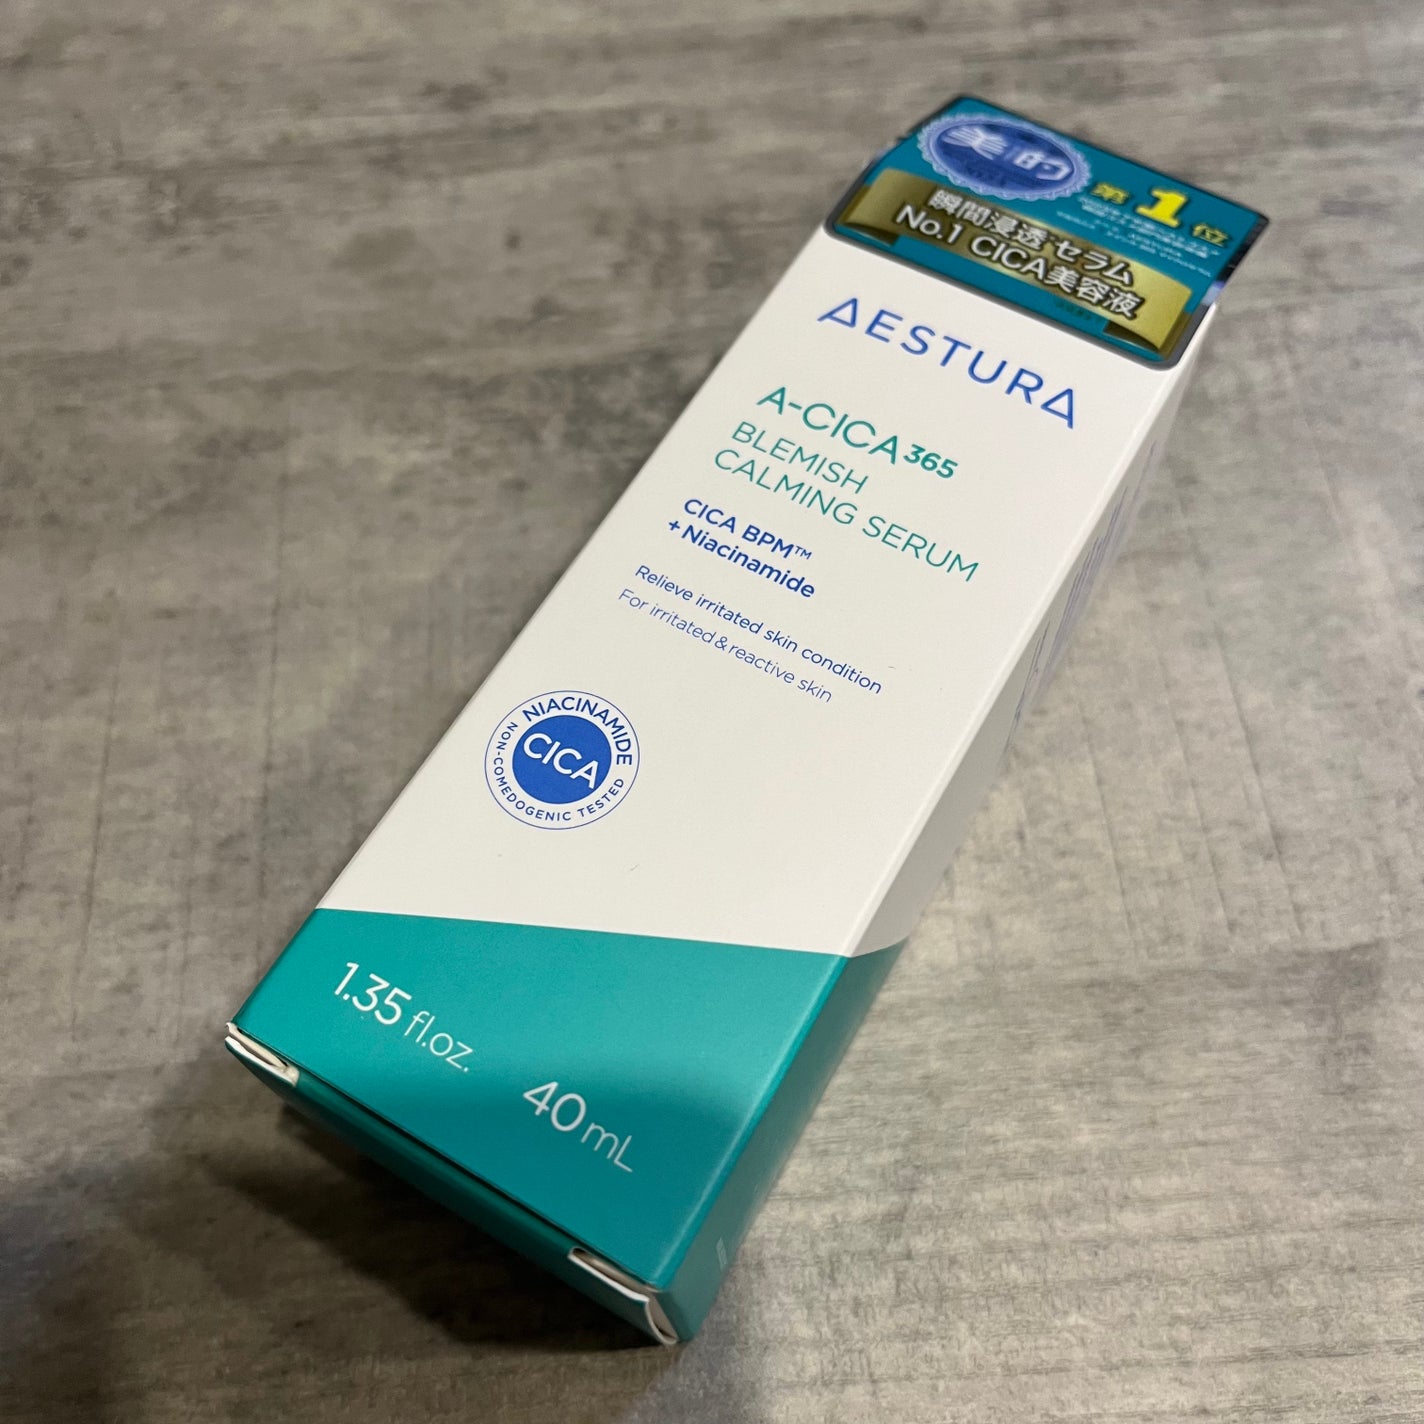 美的
第1位
瞬間浸透セラム
No.1 CICA美容液
AESTURA
A-CICA 365
BLEMISH
CALMING SERUM
CICA BPM™
+Niacinamide
Relieve irritated skin condition
For irritated & reactive skin
NIACINAMIDE
CICA
NON-COMEDOGENIC TESTED
1.35 fl.oz.
40 mL